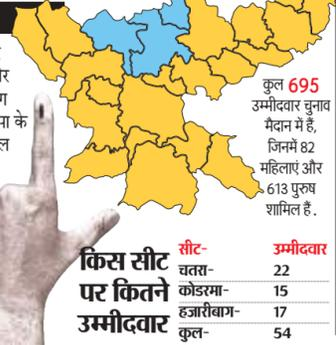 र
ग
ा के
ल
कुल 695
उम्मीदवार चुनाव
मैदान में हैं,
जिनमें 82
महिलाएं और
613 पुरुष
शामिल हैं .
किस सीट
पर कितने
उम्मीदवार
सीट- उम्मीदवार
चतरा- 22
कोडरमा- 15
हजारीबाग- 17
कुल- 54